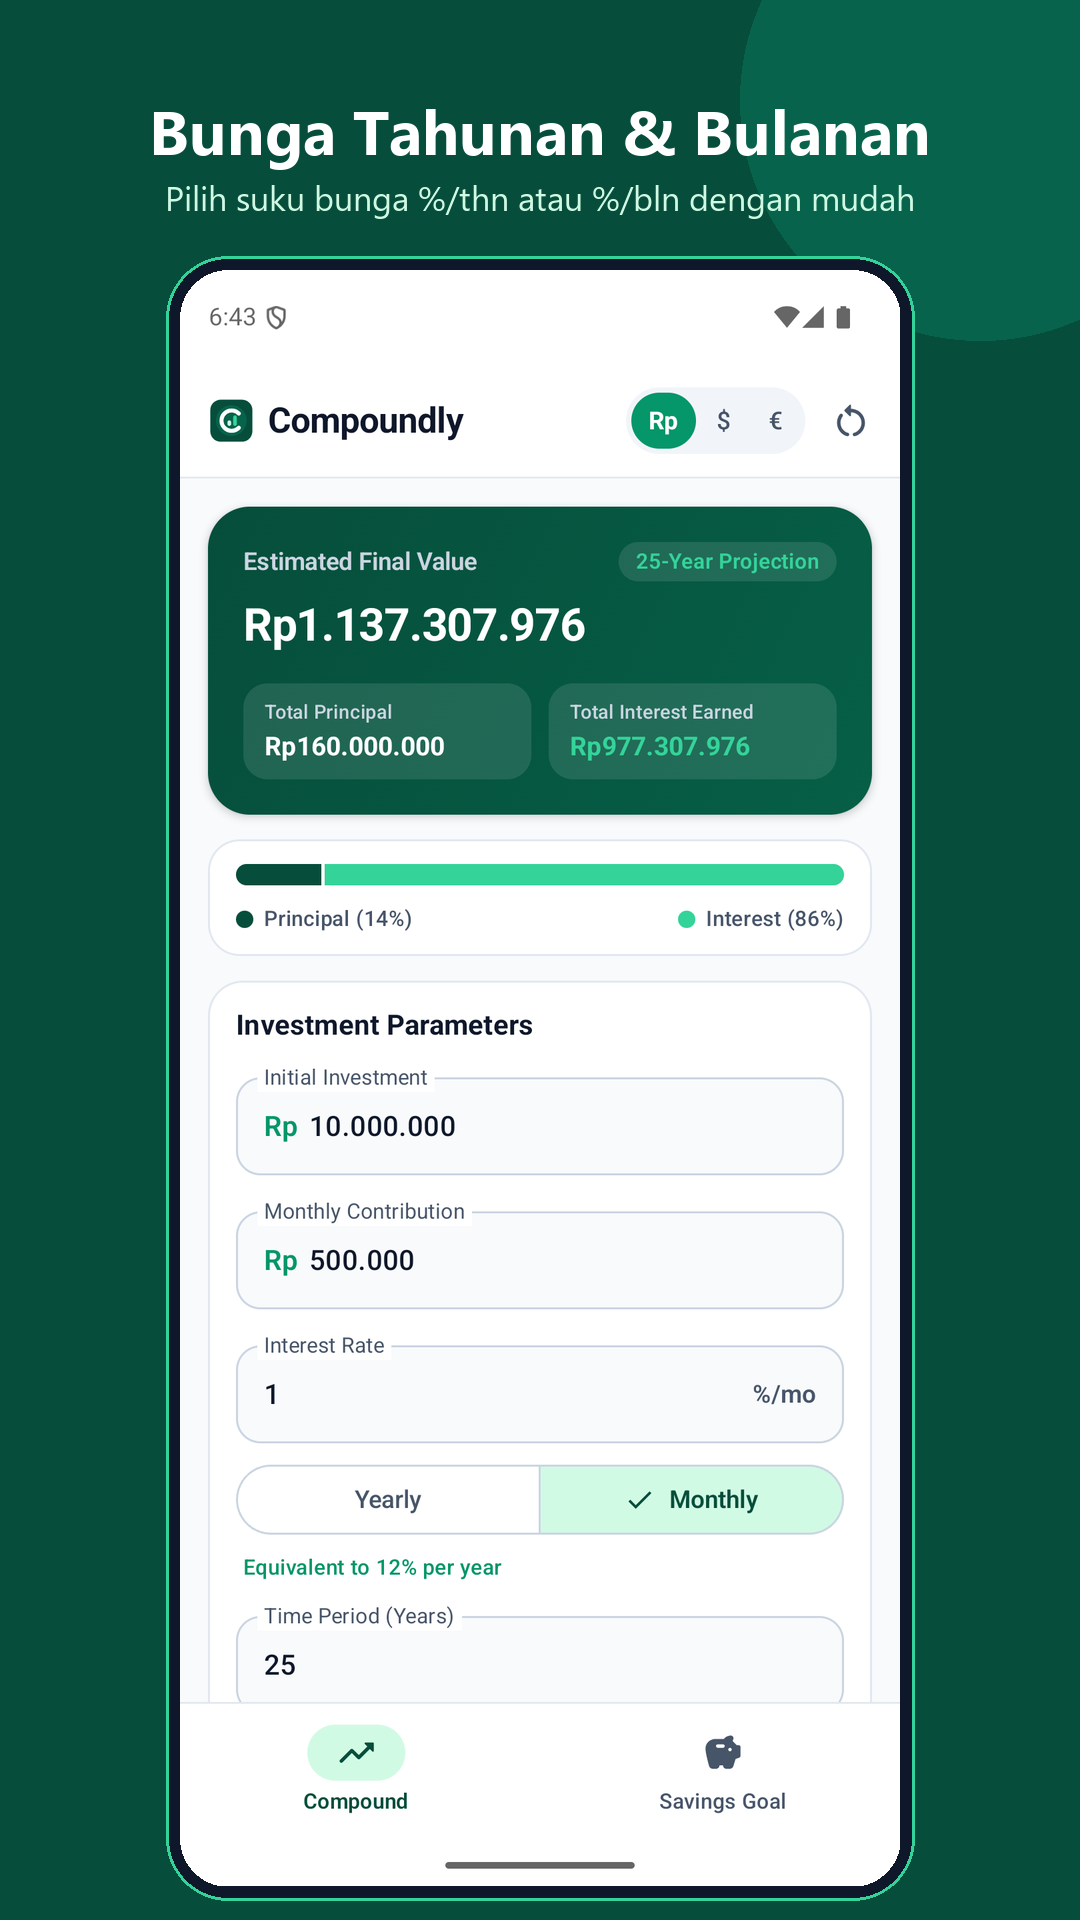 Bunga Tahunan & Bulanan
Pilih suku bunga %/thn atau %/bln dengan mudah
6:43
Compoundly
Rp $ €
Estimated Final Value
25-Year Projection
Rp1.137.307.976
Total Principal
Rp160.000.000
Total Interest Earned
Rp977.307.976
Principal (14%)
Interest (86%)
Investment Parameters
Initial Investment
Rp 10.000.000
Monthly Contribution
Rp 500.000
Interest Rate
1 %/mo
Yearly
Monthly
Equivalent to 12% per year
Time Period (Years)
25
Compound
Savings Goal